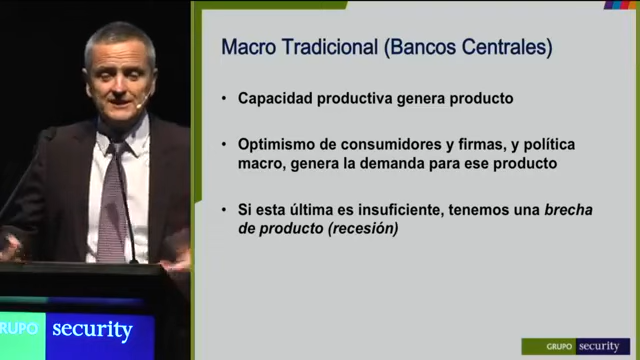 Macro Tradicional (Bancos Centrales)
• Capacidad productiva genera producto
• Optimismo de consumidores y firmas, y política
macro, genera la demanda para ese producto
• Si esta última es insuficiente, tenemos una brecha
de producto (recesión)
GRUPO security
GRUPO security